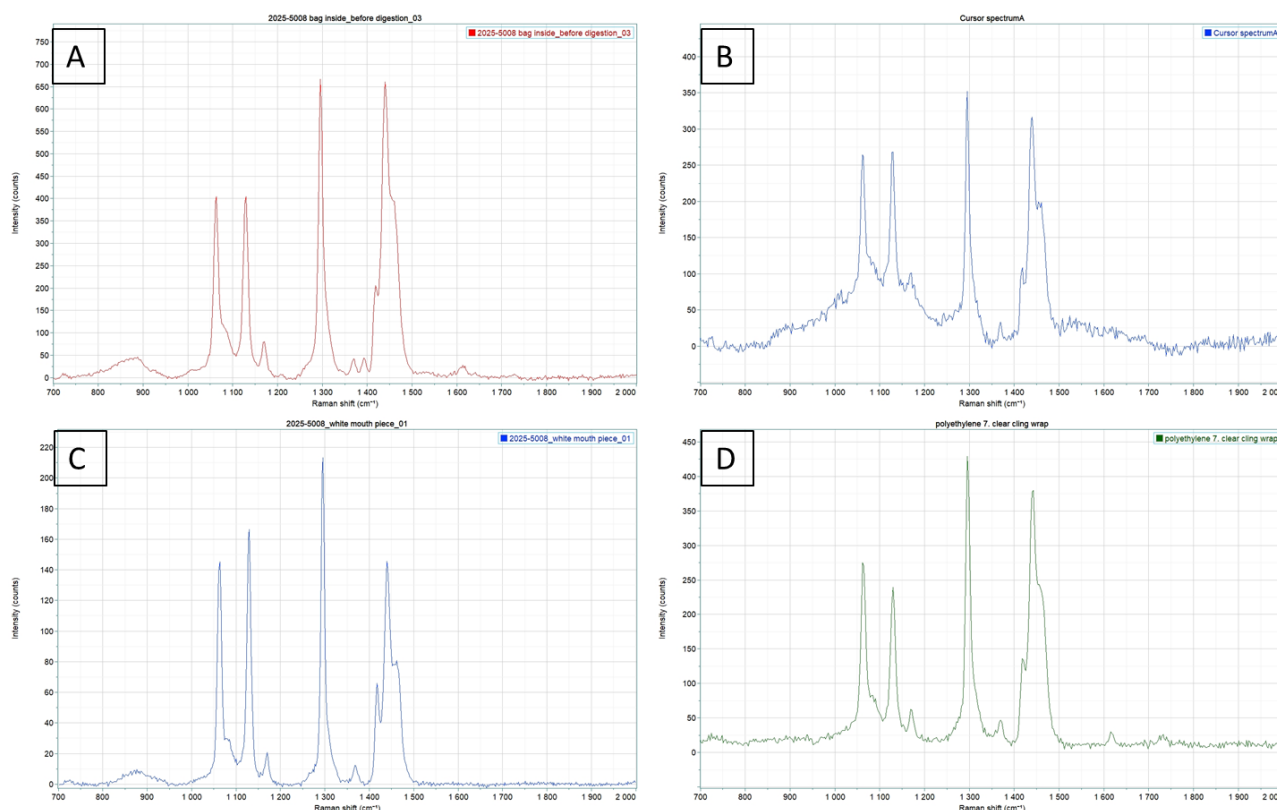 2025-5008 bag inside_before digestion_03
A
2025-5008 bag inside_before digestion_03
Intensity (counts)
750
700
650
600
550
500
450
400
350
300
250
200
150
100
50
0
700 800 900 1 000 1 100 1 200 1 300 1 400 1 500 1 600 1 700 1 800 1 900 2 000
Raman shift (cm⁻¹)
Cursor spectrumA
B
Cursor spectrumA
Intensity (counts)
400
350
300
250
200
150
100
50
0
700 800 900 1 000 1 100 1 200 1 300 1 400 1 500 1 600 1 700 1 800 1 900 2 000
Raman shift (cm⁻¹)
2025-5008_white mouth piece_01
C
2025-5008_white mouth piece_01
Intensity (counts)
220
200
180
160
140
120
100
80
60
40
20
0
700 800 900 1 000 1 100 1 200 1 300 1 400 1 500 1 600 1 700 1 800 1 900 2 000
Raman shift (cm⁻¹)
polyethylene 7. clear cling wrap
D
polyethylene 7. clear cling wrap
Intensity (counts)
450
400
350
300
250
200
150
100
50
0
700 800 900 1 000 1 100 1 200 1 300 1 400 1 500 1 600 1 700 1 800 1 900 2 000
Raman shift (cm⁻¹)